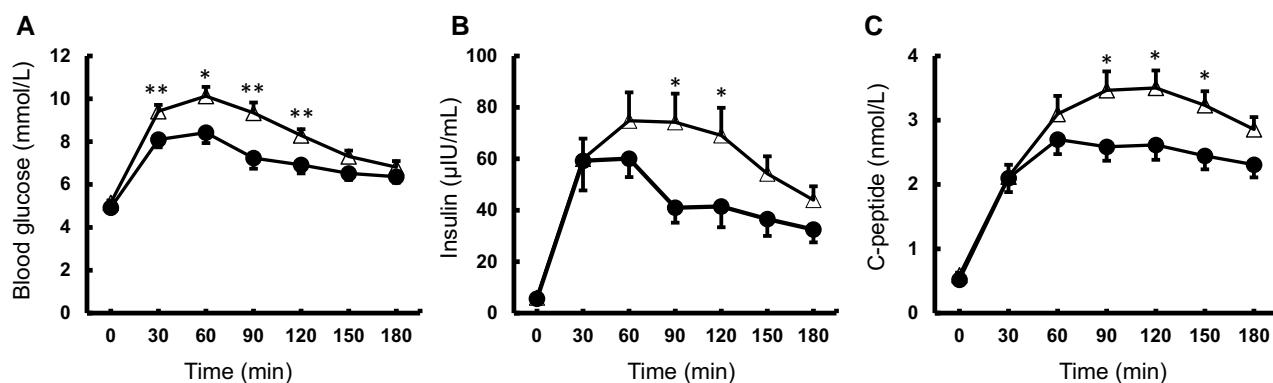 A
Blood glucose (mmol/L)
12
10
8
6
4
2
0
** * ** **
0 30 60 90 120 150 180
Time (min)
B
Insulin (μIU/mL)
100
80
60
40
20
0
* *
0 30 60 90 120 150 180
Time (min)
C
C-peptide (nmol/L)
4
3
2
1
0
* * *
0 30 60 90 120 150 180
Time (min)